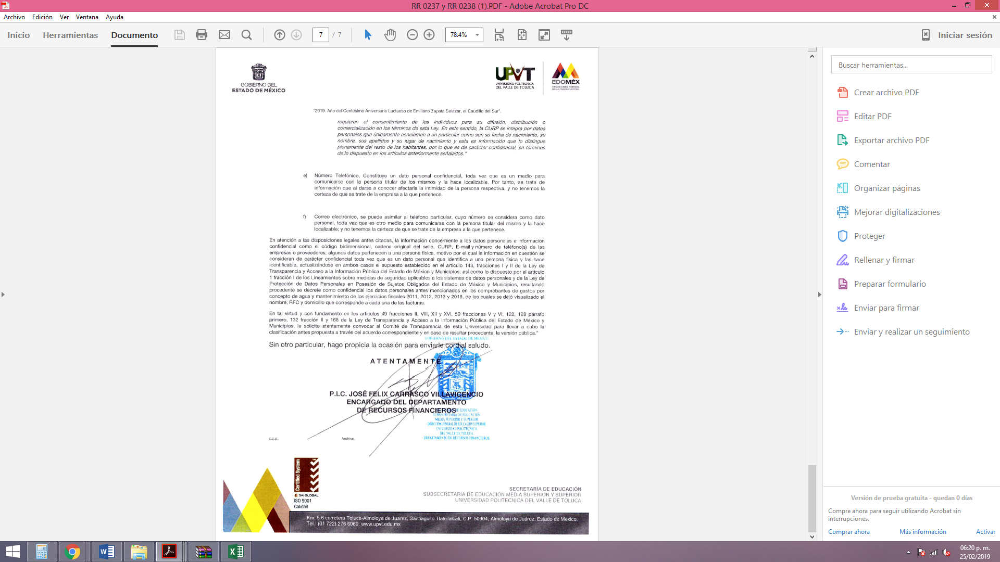 RR 0237 y RR 0238 (1).PDF - Adobe Acrobat Pro DC
Archivo Edición Ver Ventana Ayuda
Inicio Herramientas Documento 7 / 7 78.4% Iniciar sesión
GOBIERNO DEL
ESTADO DE MÉXICO
UPVT
UNIVERSIDAD POLITÉCNICA
DEL VALLE DE TOLUCA
EDOMÉX
DECISIONES FIRMES,
RESULTADOS FUERTES.
"2019. Año del Centésimo Aniversario Luctuoso de Emiliano Zapata Salazar, el Caudillo del Sur".
requieren el consentimiento de los individuos para su difusión, distribución o
comercialización en los términos de esta Ley. En este sentido, la CURP se integra por datos
personales que únicamente conciernen a un particular como son su fecha de nacimiento, su
nombre, sus apellidos y su lugar de nacimiento y esta es información que lo distingue
plenamente del resto de los habitantes, por lo que es de carácter confidencial, en términos
de lo dispuesto en los artículos anteriormente señalados."
e) Número Telefónico, Constituye un dato personal confidencial, toda vez que es un medio para
comunicarse con la persona titular de los mismos y la hace localizable. Por tanto, se trata de
información que al darse a conocer afectaría la intimidad de la persona respectiva, y no tenemos la
certeza de que se trate de la empresa a la que pertenece.
f) Correo electrónico, se puede asimilar al teléfono particular, cuyo número se considera como dato
personal, toda vez que es otro medio para comunicarse con la persona titular del mismo y la hace
localizable; y no tenemos la certeza de que se trate de la empresa a la que pertenece.
En atención a las disposiciones legales antes citadas, la información concerniente a los datos personales e información
confidencial como el código bidimensional, cadena original del sello, CURP, E-mail y número de teléfono(s) de las
empresas o proveedores; algunos datos pertenecen a una persona física, motivo por el cual la información en cuestión se
consideran de carácter confidencial toda vez que es un dato personal que identifica a una persona física y las hace
identificable, actualizándose en ambos casos el supuesto establecido en el artículo 143, fracciones I y II de la Ley de
Transparencia y Acceso a la Información Pública del Estado de México y Municipios; así como lo dispuesto por el artículo
1 fracción I de los Lineamientos sobre medidas de seguridad aplicables a los sistemas de datos personales y de la Ley de
Protección de Datos Personales en Posesión de Sujetos Obligados del Estado de México y Municipios, resultando
procedente se decrete como confidencial los datos personales antes mencionados en los comprobantes de gastos por
concepto de agua y mantenimiento de los ejercicios fiscales 2011, 2012, 2013 y 2018, de los cuales se dejó visualizado el
nombre, RFC y domicilio que corresponde a cada una de las facturas.
En tal virtud y con fundamento en los artículos 49 fracciones II, VIII, XII y XVI, 59 fracciones V y VI; 122, 128 párrafo
primero, 132 fracción II y 168 de la Ley de Transparencia y Acceso a la Información Pública del Estado de México y
Municipios, le solicito atentamente convocar al Comité de Transparencia de esta Universidad para llevar a cabo la
clasificación antes propuesta a través del acuerdo correspondiente y en caso de resultar procedente, la versión pública."
GOBIERNO DEL ESTADO DE MÉXICO
Sin otro particular, hago propicia la ocasión para enviarle cordial saludo.
ATENTAMENTE
P.L.C. JOSÉ FELIX CARRASCO VILLAVICENCIO
ENCARGADO DEL DEPARTAMENTO
DE RECURSOS FINANCIEROS
DE EDUCACIÓN
SUBSECRETARÍA DE EDUCACIÓN
MEDIA SUPERIOR Y SUPERIOR
DIRECCIÓN GENERAL DE EDUCACIÓN SUPERIOR
UNIVERSIDAD POLITÉCNICA
DEL VALLE DE TOLUCA
DEPARTAMENTO DE RECURSOS FINANCIEROS
c.c.p. Archivo.
Certified System
SAI GLOBAL
ISO 9001
Calidad
SECRETARÍA DE EDUCACIÓN
SUBSECRETARÍA DE EDUCACIÓN MEDIA SUPERIOR Y SUPERIOR
UNIVERSIDAD POLITECNICA DEL VALLE DE TOLUCA
Km. 5.6 carretera Toluca-Almoloya de Juárez, Santiaguito Tlalcilalcali, C.P. 50904, Almoloya de Juárez, Estado de México.
Tel.: (01 722) 276 6060. www.upvt.edu.mx
Buscar herramientas...
Crear archivo PDF
Editar PDF
Exportar archivo PDF
Comentar
Organizar páginas
Mejorar digitalizaciones
Proteger
Rellenar y firmar
Preparar formulario
Enviar para firmar
Enviar y realizar un seguimiento
Versión de prueba gratuita - quedan 0 días
Compre ahora para seguir utilizando Acrobat sin
interrupciones.
Comprar ahora Más información Activar
06:20 p. m.
25/02/2019